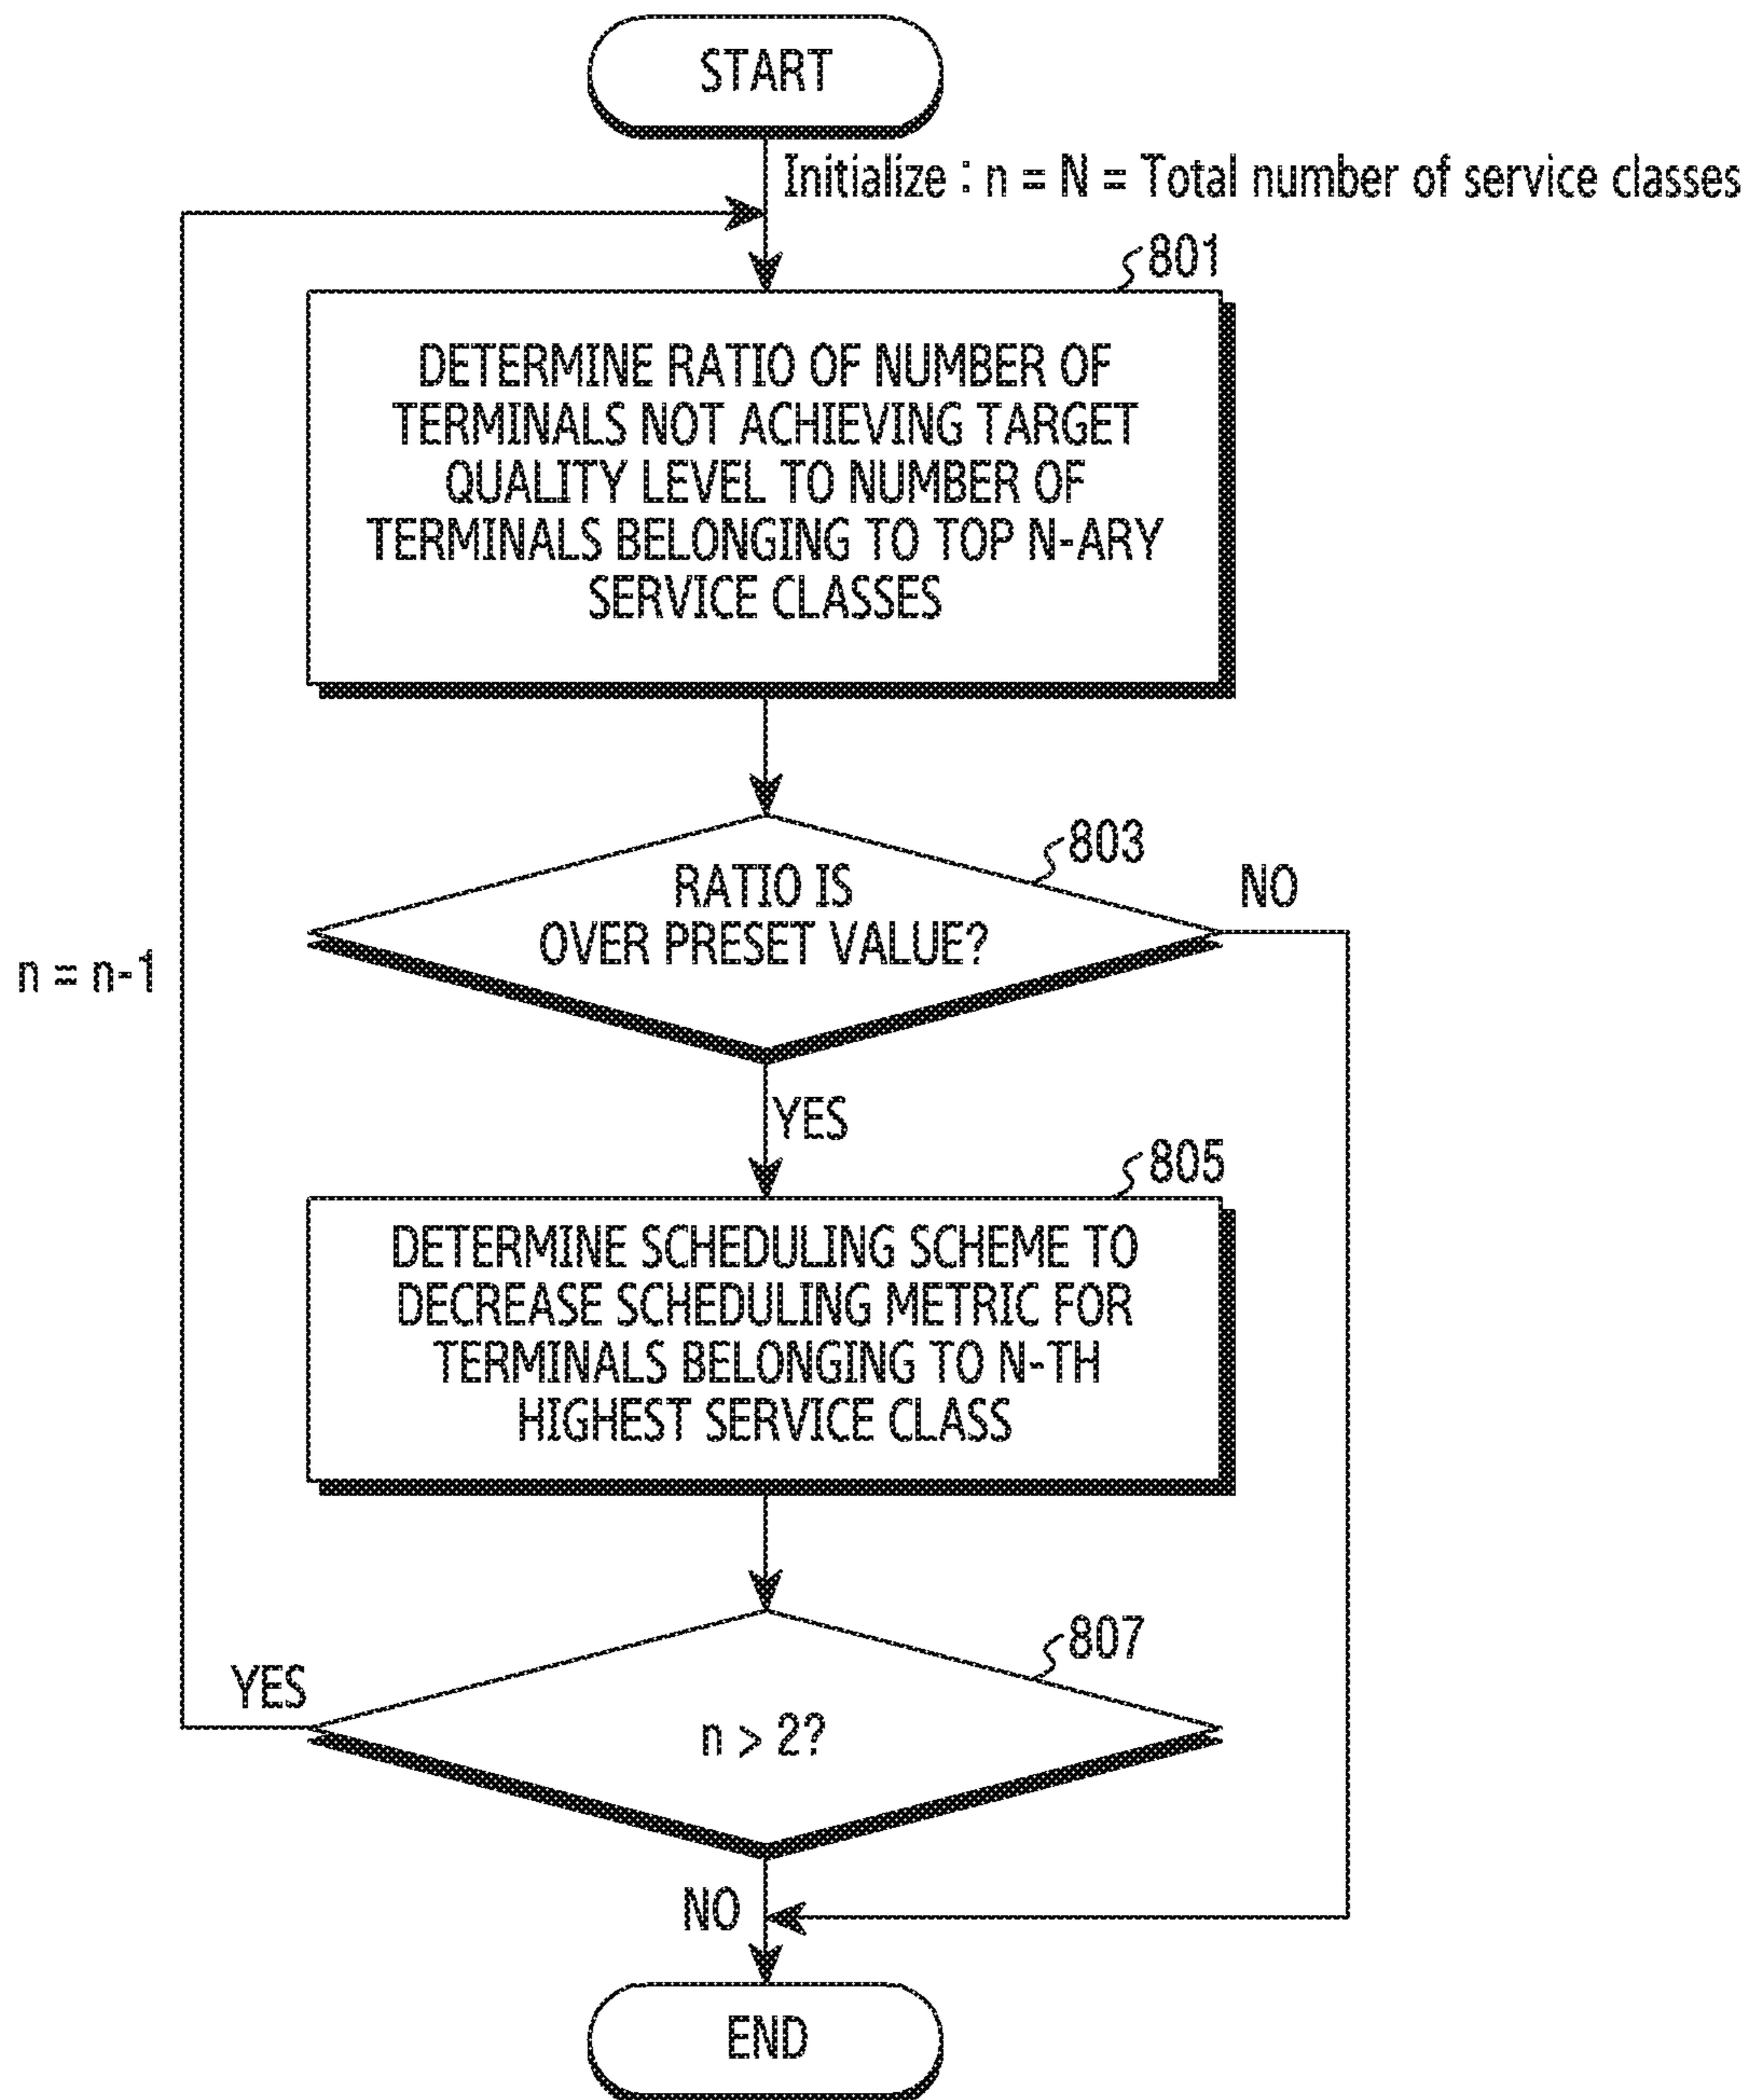 START
Initialize : n = N = Total number of service classes
801
DETERMINE RATIO OF NUMBER OF
TERMINALS NOT ACHIEVING TARGET
QUALITY LEVEL TO NUMBER OF
TERMINALS BELONGING TO TOP N-ARY
SERVICE CLASSES
803
RATIO IS
OVER PRESET VALUE?
NO
n = n-1
YES
805
DETERMINE SCHEDULING SCHEME TO
DECREASE SCHEDULING METRIC FOR
TERMINALS BELONGING TO N-TH
HIGHEST SERVICE CLASS
807
YES
n > 2?
NO
END